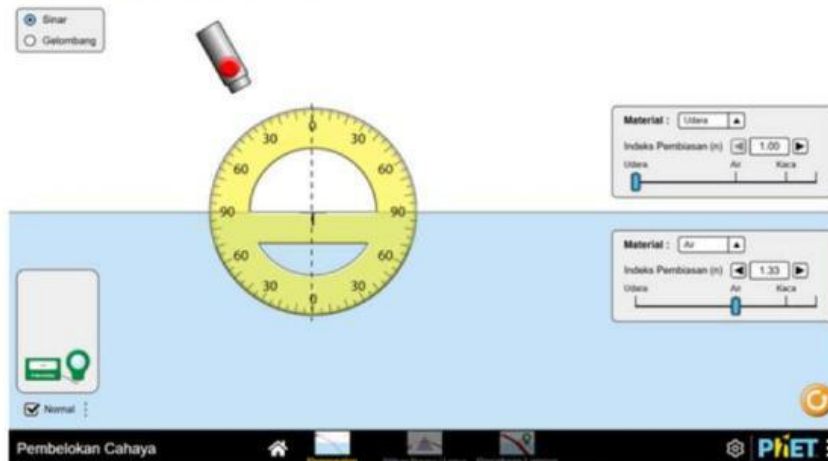 Sinar
Gelombang
0
30 30
60 60
90 90
60 60
30 30
0
Material : Udara
Indeks Pembiasan (n) 1.00
Udara Air Kaca
Material : Air
Indeks Pembiasan (n) 1.33
Udara Air Kaca
Normal
Pembelokan Cahaya
PhET